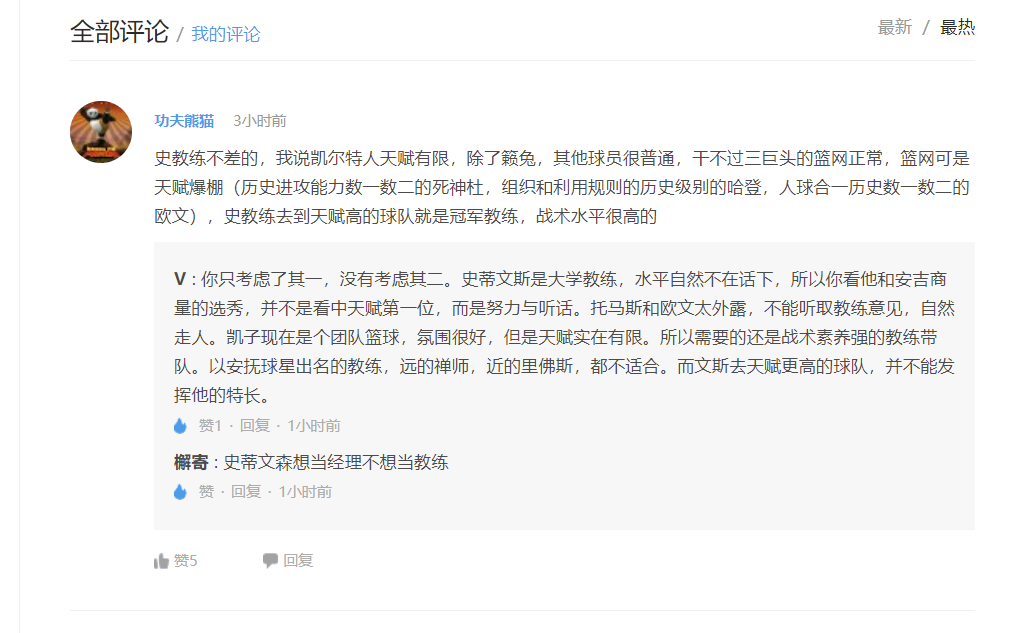 全部评论 / 我的评论
最新 / 最热
功夫熊猫 3小时前
史教练不差的，我说凯尔特人天赋有限，除了籁兔，其他球员很普通，干不过三巨头的篮网正常，篮网可是
天赋爆棚（历史进攻能力数一数二的死神杜，组织和利用规则的历史级别的哈登，人球合一历史数一数二的
欧文），史教练去到天赋高的球队就是冠军教练，战术水平很高的
V : 你只考虑了其一，没有考虑其二。史蒂文斯是大学教练，水平自然不在话下，所以你看他和安吉商
量的选秀，并不是看中天赋第一位，而是努力与听话。托马斯和欧文太外露，不能听取教练意见，自然
走人。凯子现在是个团队篮球，氛围很好，但是天赋实在有限。所以需要的还是战术素养强的教练带
队。以安抚球星出名的教练，远的禅师，近的里佛斯，都不适合。而文斯去天赋更高的球队，并不能发
挥他的特长。
赞1 · 回复 · 1小时前
檞寄 : 史蒂文森想当经理不想当教练
赞 · 回复 · 1小时前
赞5 回复